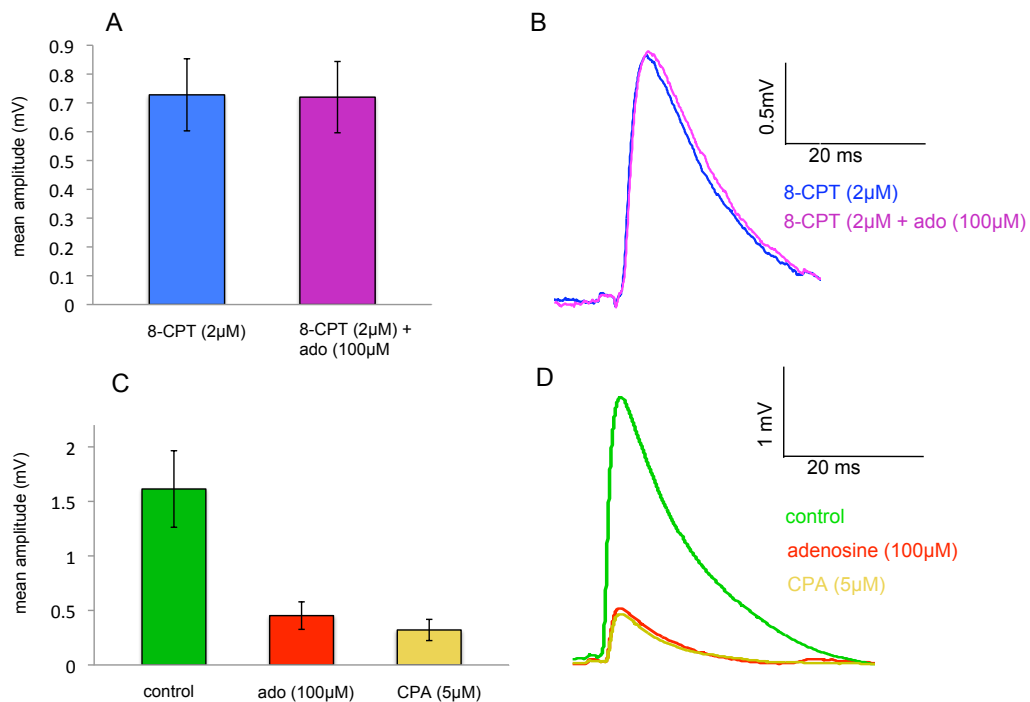 A
mean amplitude (mV)
0.9
0.8
0.7
0.6
0.5
0.4
0.3
0.2
0.1
0
8-CPT (2µM)
8-CPT (2µM) +
ado (100µM
B
0.5mV
20 ms
8-CPT (2µM)
8-CPT (2µM + ado (100µM)
C
mean amplitude (mV)
2
1.5
1
0.5
0
control
ado (100µM)
CPA (5µM)
D
1 mV
20 ms
control
adenosine (100µM)
CPA (5µM)